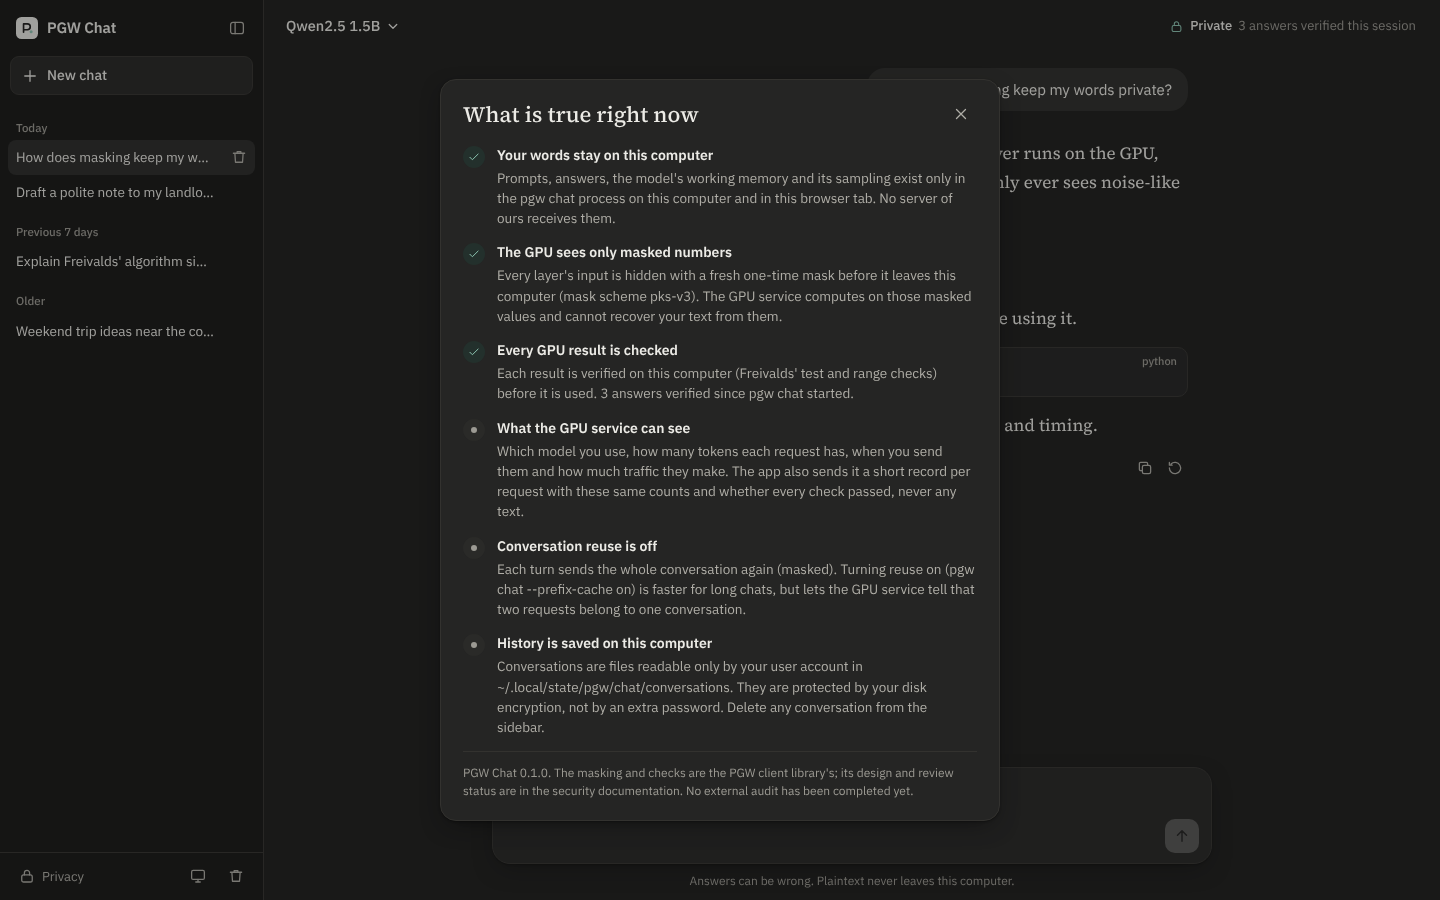 PGW Chat
New chat
Today
How does masking keep my w...
Draft a polite note to my landlo...
Previous 7 days
Explain Freivalds' algorithm si...
Older
Weekend trip ideas near the co...
Privacy
Qwen2.5 1.5B
Private 3 answers verified this session
keep my words private?
runs on the GPU,
ever sees noise-like
using it.
python
and timing.
What is true right now
Your words stay on this computer
Prompts, answers, the model's working memory and its sampling exist only in
the pgw chat process on this computer and in this browser tab. No server of
ours receives them.
The GPU sees only masked numbers
Every layer's input is hidden with a fresh one-time mask before it leaves this
computer (mask scheme pks-v3). The GPU service computes on those masked
values and cannot recover your text from them.
Every GPU result is checked
Each result is verified on this computer (Freivalds' test and range checks)
before it is used. 3 answers verified since pgw chat started.
What the GPU service can see
Which model you use, how many tokens each request has, when you send
them and how much traffic they make. The app also sends it a short record per
request with these same counts and whether every check passed, never any
text.
Conversation reuse is off
Each turn sends the whole conversation again (masked). Turning reuse on (pgw
chat --prefix-cache on) is faster for long chats, but lets the GPU service tell that
two requests belong to one conversation.
History is saved on this computer
Conversations are files readable only by your user account in
~/.local/state/pgw/chat/conversations. They are protected by your disk
encryption, not by an extra password. Delete any conversation from the
sidebar.
PGW Chat 0.1.0. The masking and checks are the PGW client library's; its design and review
status are in the security documentation. No external audit has been completed yet.
Answers can be wrong. Plaintext never leaves this computer.